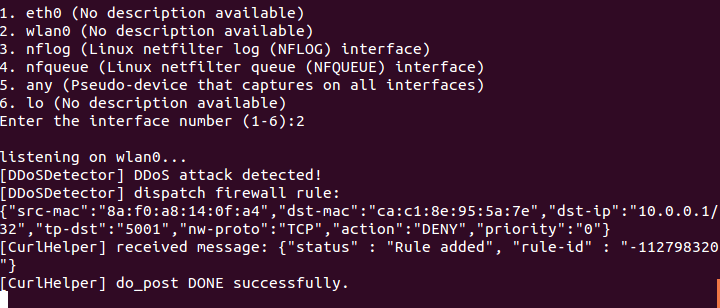 1. eth0 (No description available)
2. wlan0 (No description available)
3. nflog (Linux netfilter log (NFLOG) interface)
4. nfqueue (Linux netfilter queue (NFQUEUE) interface)
5. any (Pseudo-device that captures on all interfaces)
6. lo (No description available)
Enter the interface number (1-6):2

listening on wlan0...
[DDoSDetector] DDoS attack detected!
[DDoSDetector] dispatch firewall rule:
{"src-mac":"8a:f0:a8:14:0f:a4","dst-mac":"ca:c1:8e:95:5a:7e","dst-ip":"10.0.0.1/
32","tp-dst":"5001","nw-proto":"TCP","action":"DENY","priority":"0"}
[CurlHelper] received message: {"status" : "Rule added", "rule-id" : "-112798320
"}
[CurlHelper] do_post DONE successfully.